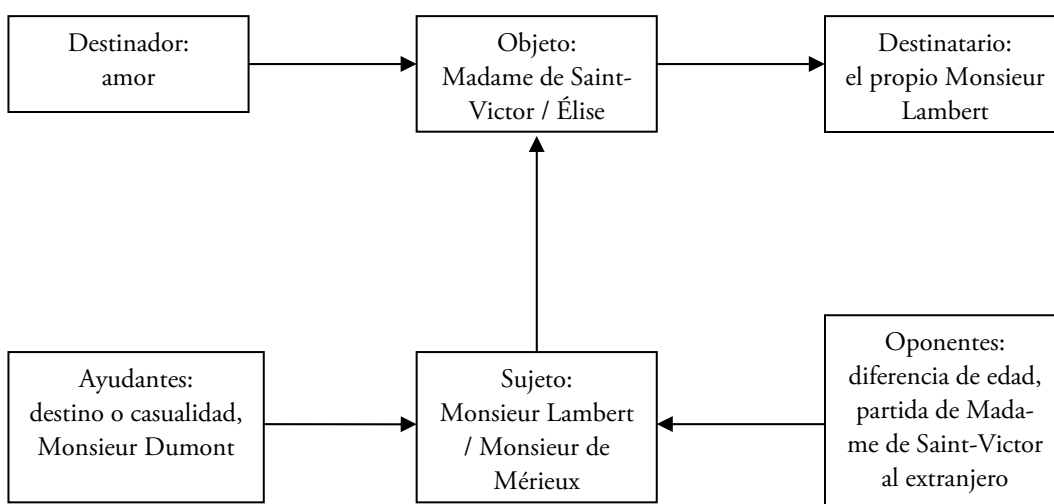 Destinador:
amor
Objeto:
Madame de Saint-
Victor / Élise
Destinatario:
el propio Monsieur
Lambert
Ayudantes:
destino o casualidad,
Monsieur Dumont
Sujeto:
Monsieur Lambert
/ Monsieur de
Mérieux
Oponentes:
diferencia de edad,
partida de Mada-
me de Saint-Victor
al extranjero